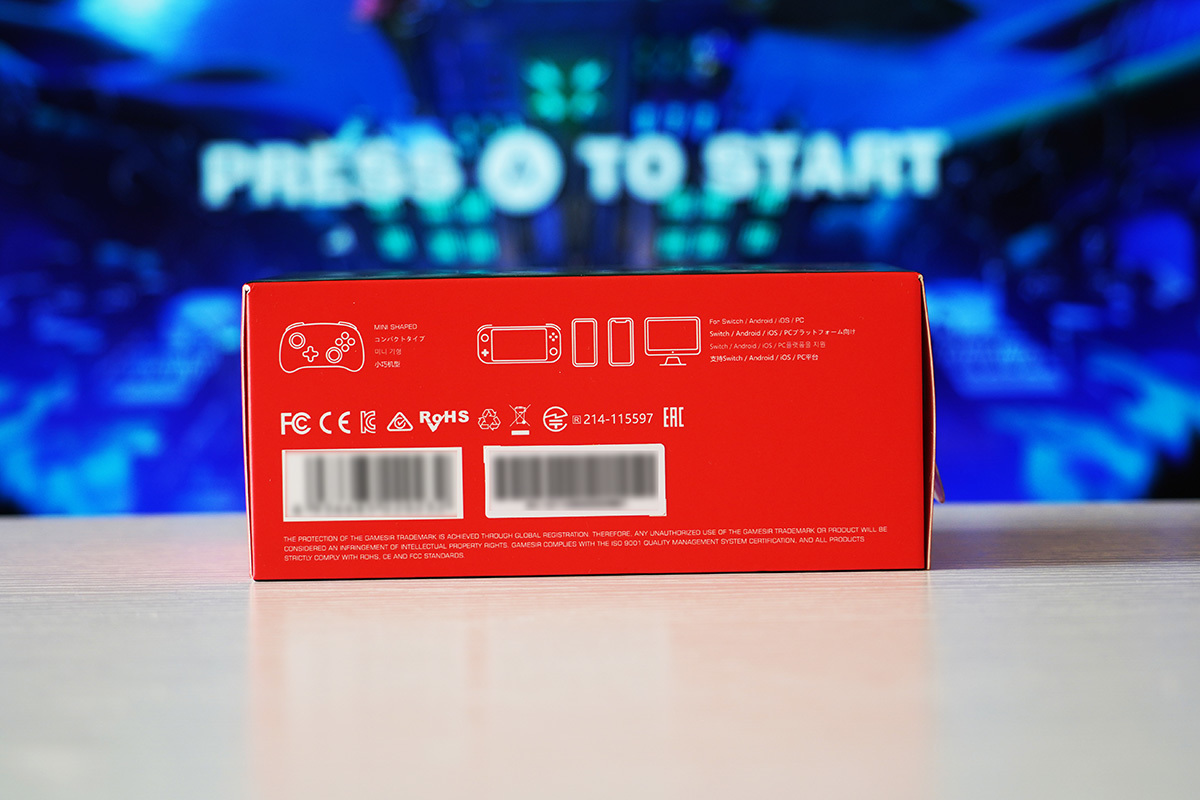 PRESS A TO START
MINI SHAPED
コンパクトタイプ
미니 기형
小巧机型
For Switch / Android / iOS / PC
Switch / Android / iOS / PCプラットフォーム向け
Switch / Android / iOS / PC플랫폼을 지원
支持Switch / Android / iOS / PC平台
FC CE RoHS R 214-115597 EAC
THE PROTECTION OF THE GAMESIR TRADEMARK IS ACHIEVED THROUGH GLOBAL REGISTRATION. THEREFORE, ANY UNAUTHORIZED USE OF THE GAMESIR TRADEMARK OR PRODUCT WILL BE
CONSIDERED AN INFRINGEMENT OF INTELLECTUAL PROPERTY RIGHTS. GAMESIR COMPLIES WITH THE ISO 9001 QUALITY MANAGEMENT SYSTEM CERTIFICATION, AND ALL PRODUCTS
STRICTLY COMPLY WITH ROHS, CE AND FCC STANDARDS.